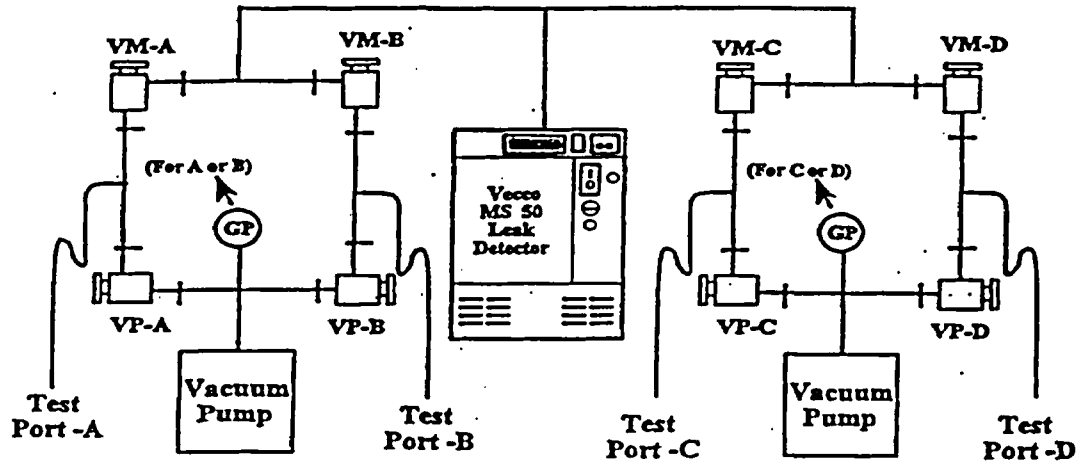 VM-A
VM-B
VM-C
VM-D
(For A or B)
(For C or D)
GP
GP
Vecco
MS 50
Leak
Detector
VP-A
VP-B
VP-C
VP-D
Vacuum
Pump
Vacuum
Pump
Test
Port -A
Test
Port -B
Test
Port -C
Test
Port -D